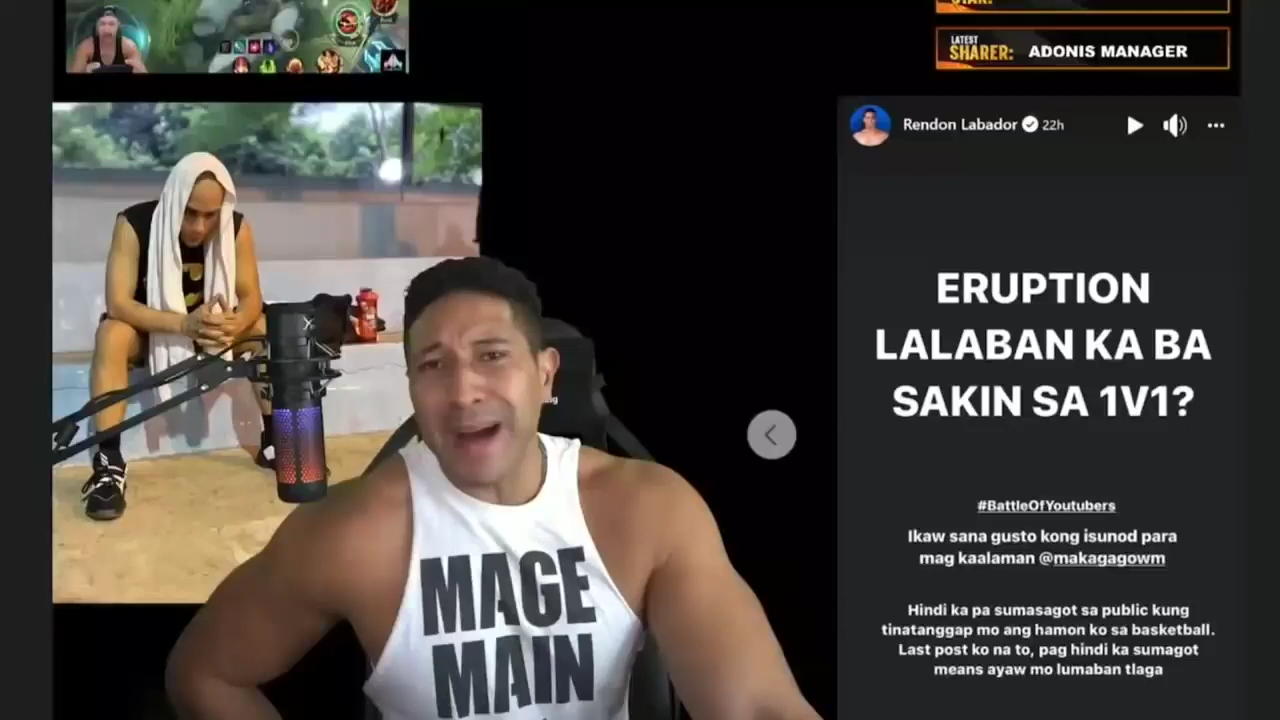 LATEST
SHARER: ADONIS MANAGER
Rendon Labador 22h
ERUPTION
LALABAN KA BA
SAKIN SA 1V1?
#BattleOfYoutubers
Ikaw sana gusto kong isunod para
mag kaalaman @makagagowm
Hindi ka pa sumasagot sa public kung
tinatanggap mo ang hamon ko sa basketball.
Last post ko na to, pag hindi ka sumagot
means ayaw mo lumaban tlaga
MAGE
MAIN